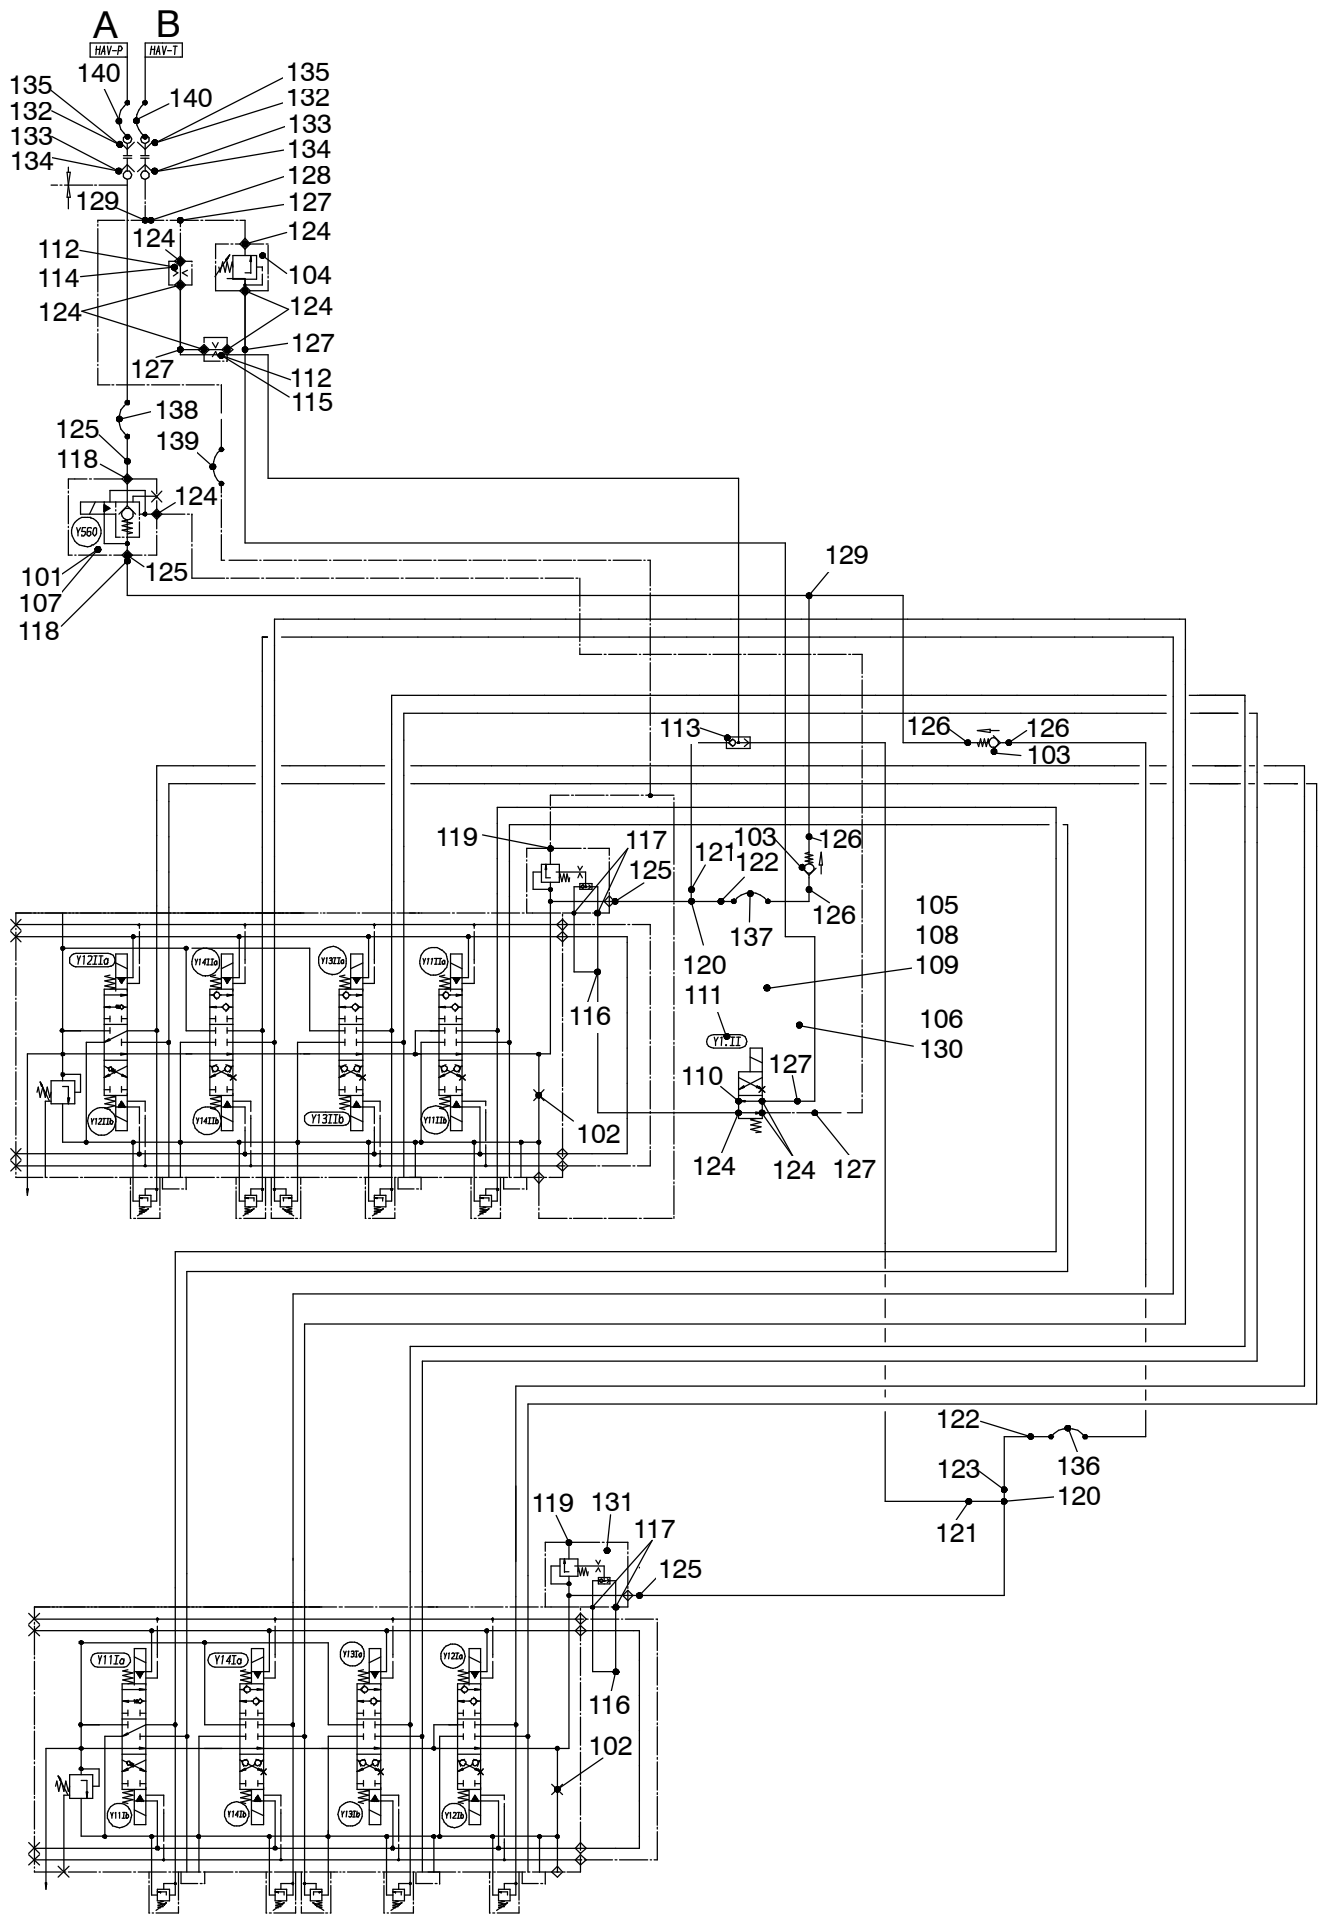 A B
HAV-P HAV-T
140 135
135 140 132
132 133
133 134
134 128
129 127
124 124
112 104
114
124 124
127
127 112
115
138
125 139
118
124
Y560
101 125 129
107
118
113 126 126
103
119 117 121 103 126
125 122
126
137 105
120 108
109
111
116 106
Y1.II 130
Y12IIa Y14IIa Y13IIa Y11IIa
110 127
Y12IIb Y14IIb Y13IIb Y11IIb
102
124 124 127
122
136
123
120
121
119 131
117
125
Y11Ia Y14Ia Y13Ia Y12Ia
116
102
Y11Ib Y14Ib Y13Ib Y12Ib